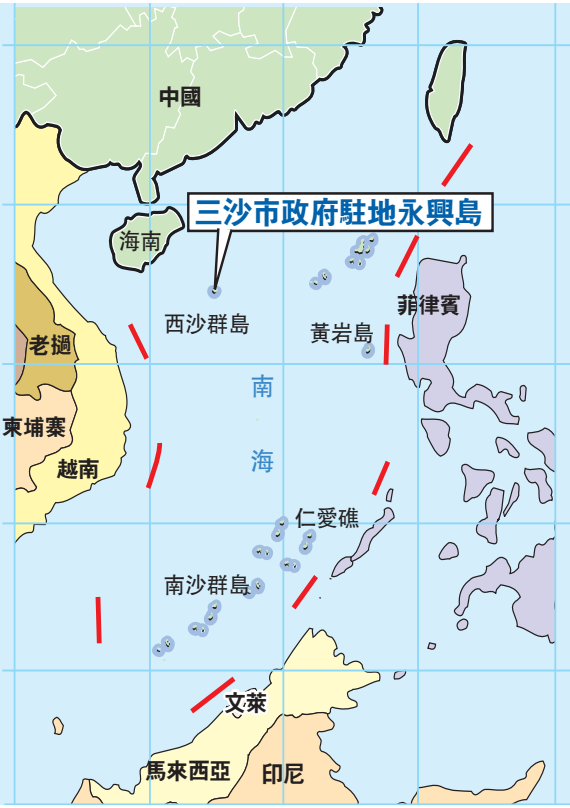 中國
三沙市政府駐地永興島
海南
菲律賓
西沙群島
黃岩島
老撾
南
海
柬埔寨
越南
仁愛礁
南沙群島
文萊
馬來西亞
印尼